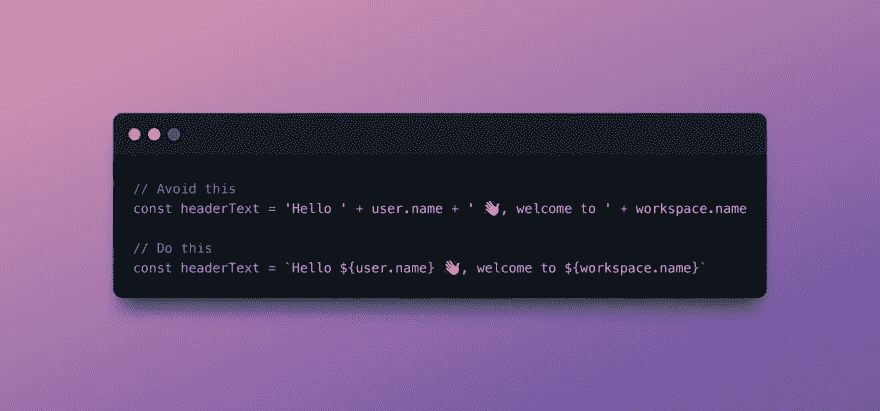 // Avoid this
const headerText = 'Hello ' + user.name + ' 👋, welcome to ' + workspace.name
// Do this
const headerText = `Hello ${user.name} 👋, welcome to ${workspace.name}`